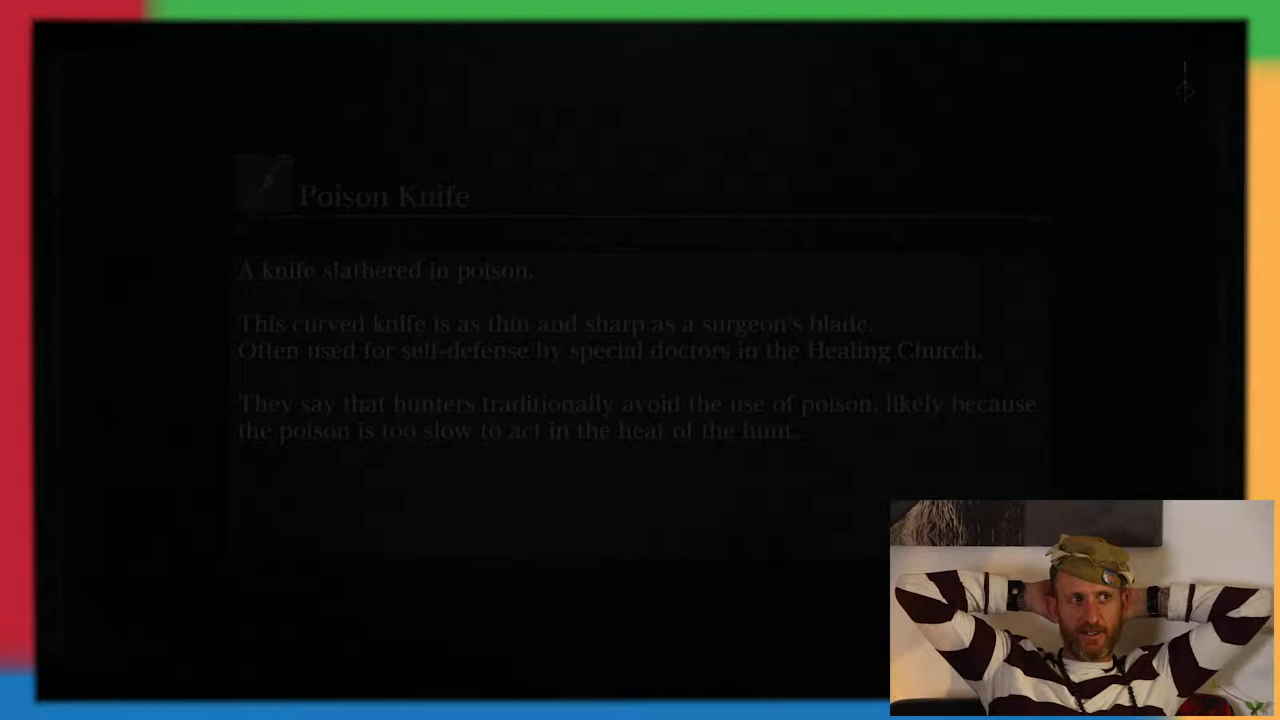 Poison Knife
A knife slathered in poison.
This curved knife is as thin and sharp as a surgeon's blade.
Often used for self-defense by special doctors in the Healing Church.
They say that hunters traditionally avoid the use of poison, likely because
the poison is too slow to act in the heat of the hunt.